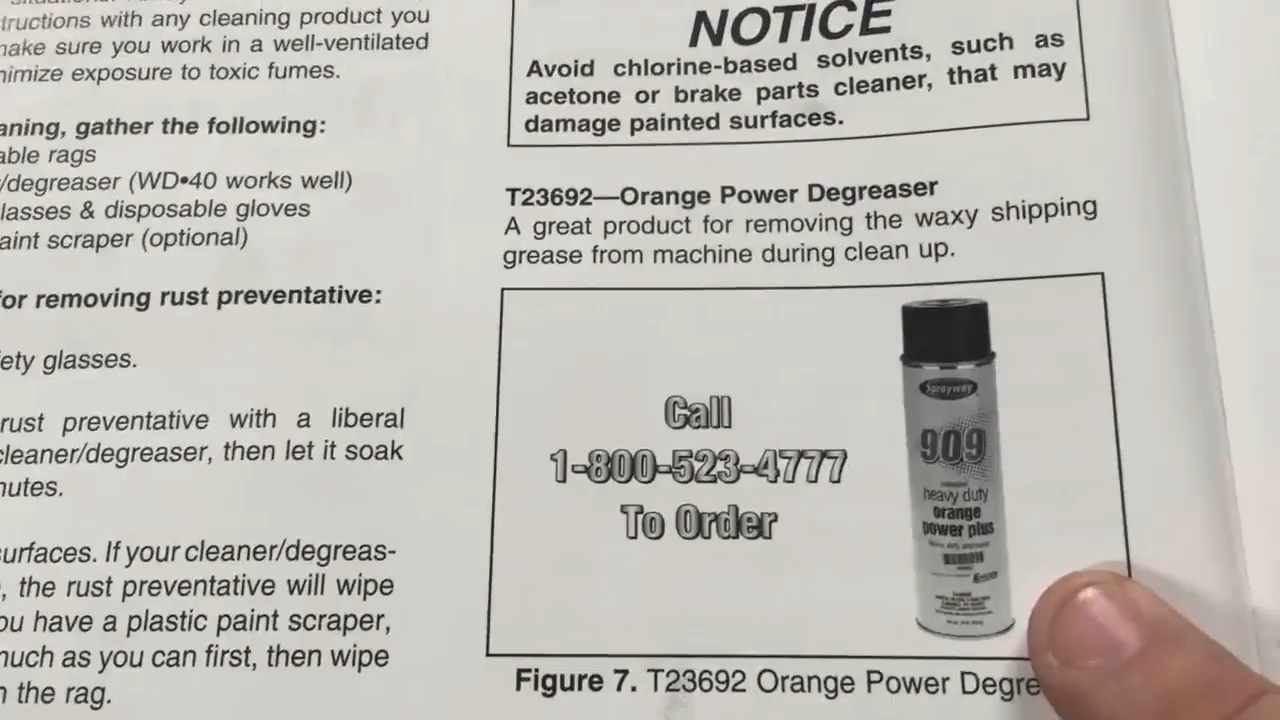 tructions with any cleaning product you
make sure you work in a well-ventilated
nimize exposure to toxic fumes.
aning, gather the following:
able rags
/degreaser (WD•40 works well)
lasses & disposable gloves
aint scraper (optional)
for removing rust preventative:
ety glasses.
rust preventative with a liberal
cleaner/degreaser, then let it soak
nutes.
surfaces. If your cleaner/degreas-
, the rust preventative will wipe
ou have a plastic paint scraper,
much as you can first, then wipe
n the rag.
NOTICE
Avoid chlorine-based solvents, such as
acetone or brake parts cleaner, that may
damage painted surfaces.
T23692—Orange Power Degreaser
A great product for removing the waxy shipping
grease from machine during clean up.
Call
1-800-523-4777
To Order
Sprayway
909
heavy duty
orange
power plus
Figure 7. T23692 Orange Power Degre